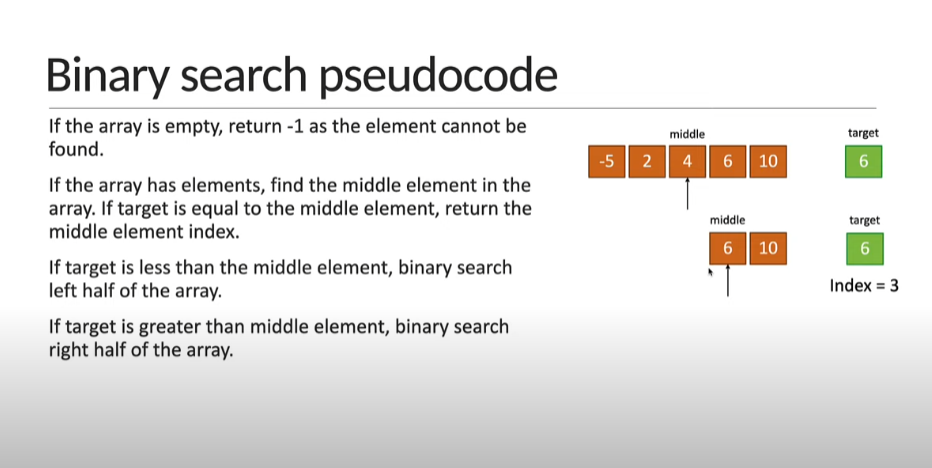 Binary search pseudocode
If the array is empty, return -1 as the element cannot be
found.
If the array has elements, find the middle element in the
array. If target is equal to the middle element, return the
middle element index.
If target is less than the middle element, binary search
left half of the array.
If target is greater than middle element, binary search
right half of the array.
middle target
-5 2 4 6 10 6
middle target
6 10 6
Index = 3